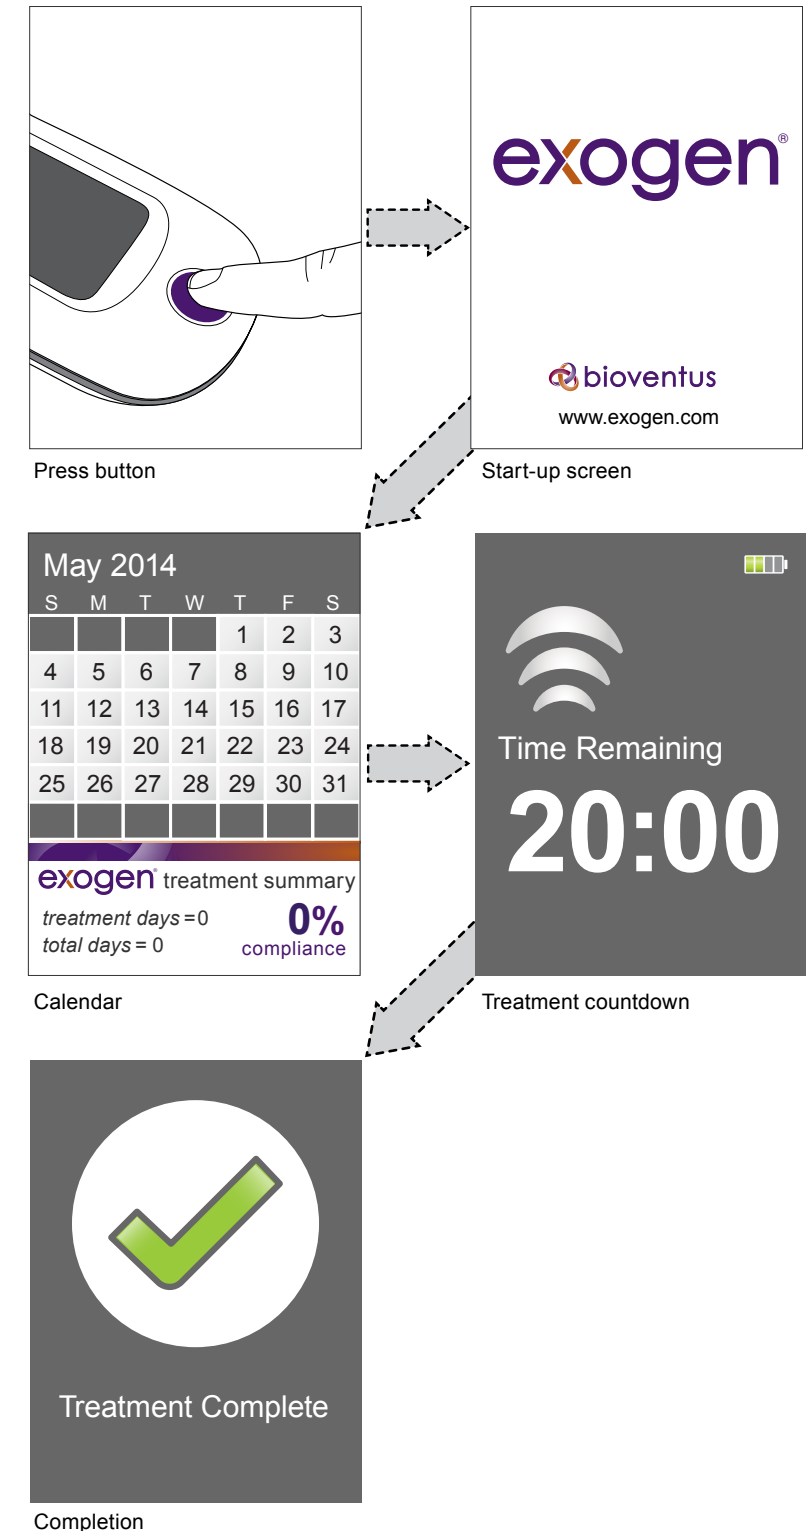 exogen®
bioventus
www.exogen.com
Press button
Start-up screen
May 2014
S M T W T F S
1 2 3
4 5 6 7 8 9 10
11 12 13 14 15 16 17
18 19 20 21 22 23 24
25 26 27 28 29 30 31
exogen® treatment summary
treatment days = 0
total days = 0
0%
compliance
Calendar
Time Remaining
20:00
Treatment countdown
Treatment Complete
Completion